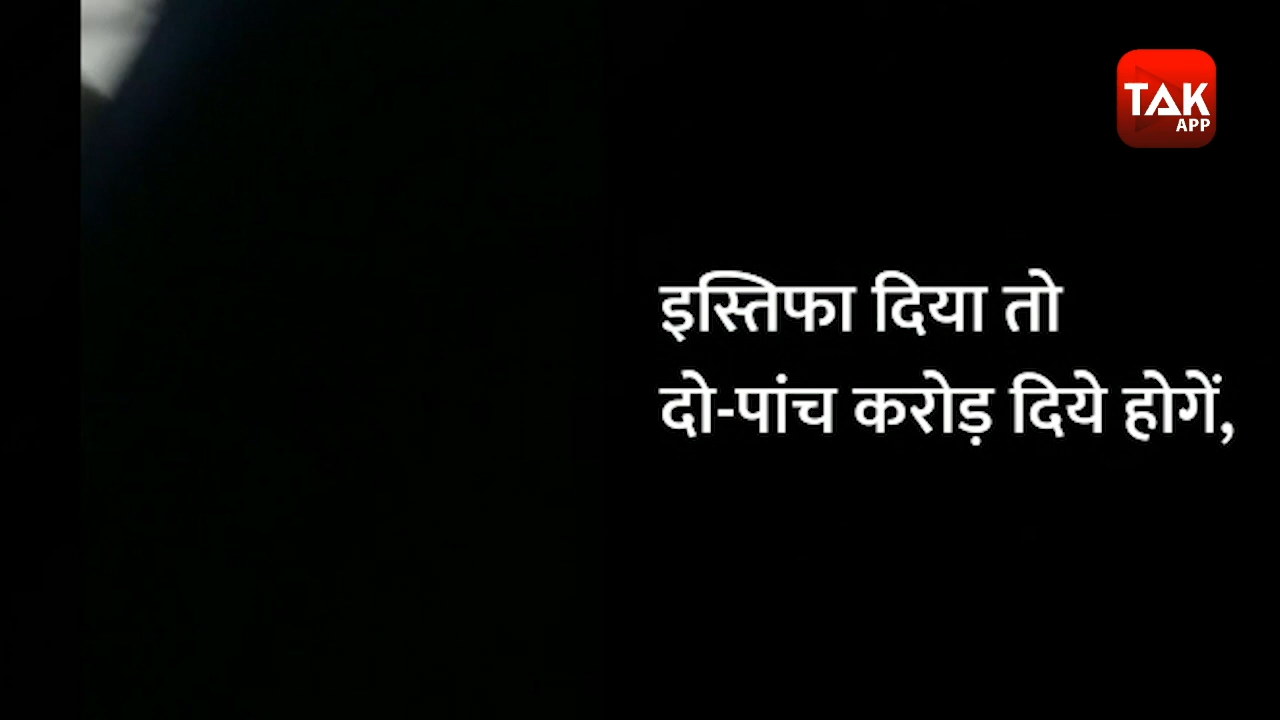 TAK
APP
इस्तिफा दिया तो
दो-पांच करोड़ दिये होगें,